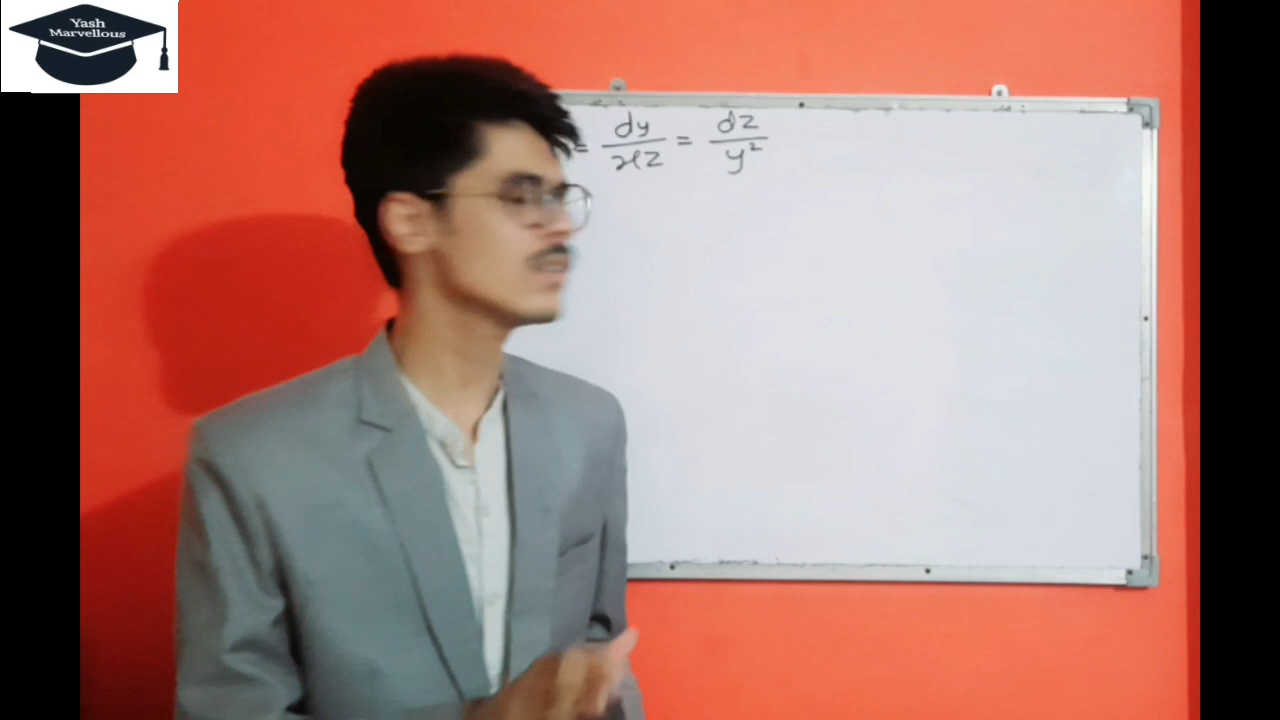 Yash
Marvellous
= dy/xz = dz/y²